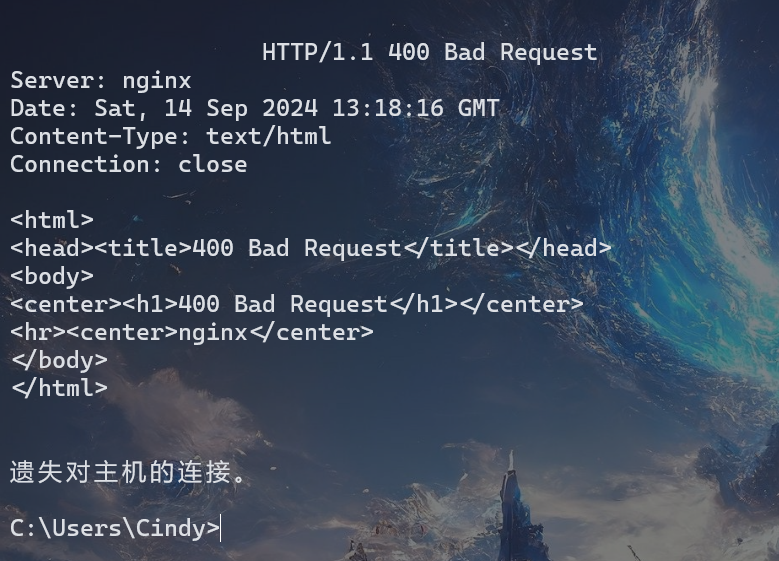 HTTP/1.1 400 Bad Request
Server: nginx
Date: Sat, 14 Sep 2024 13:18:16 GMT
Content-Type: text/html
Connection: close
<html>
<head><title>400 Bad Request</title></head>
<body>
<center><h1>400 Bad Request</h1></center>
<hr><center>nginx</center>
</body>
</html>
遗失对主机的连接。
C:\Users\Cindy>